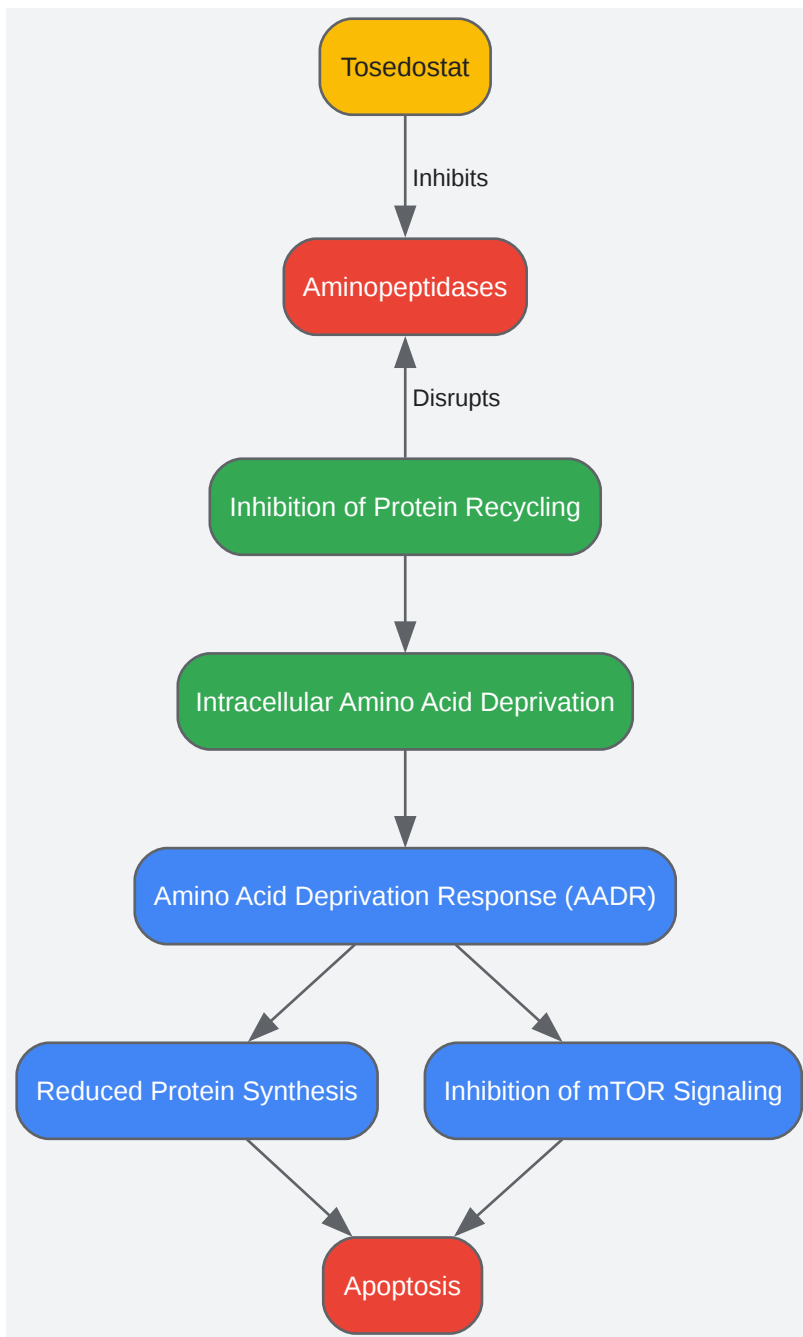 Tosedostat
Inhibits
Aminopeptidases
Disrupts
Inhibition of Protein Recycling
Intracellular Amino Acid Deprivation
Amino Acid Deprivation Response (AADR)
Reduced Protein Synthesis
Inhibition of mTOR Signaling
Apoptosis